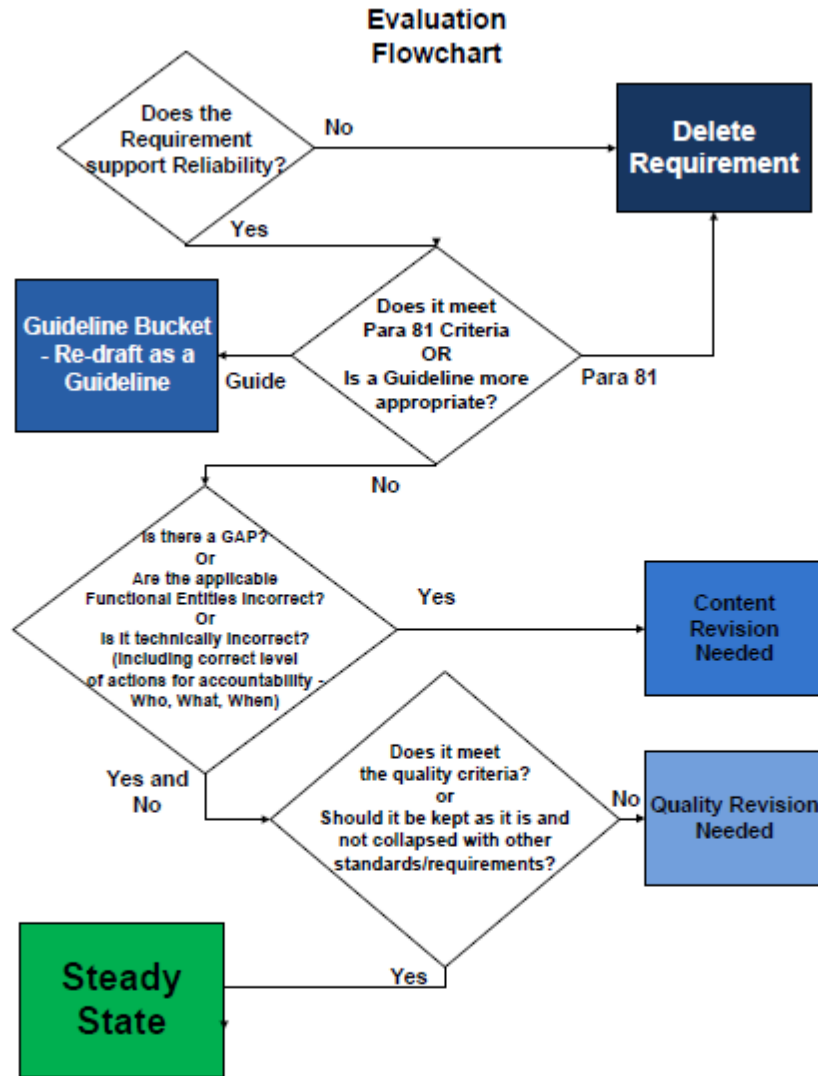 Evaluation
Flowchart
Does the
Requirement
support Reliability?
No
Delete
Requirement
Yes
Does it meet
Para 81 Criteria
OR
Is a Guideline more
appropriate?
Guideline Bucket
- Re-draft as a
Guideline
Guide
Para 81
No
Is there a GAP?
Or
Are the applicable
Functional Entities Incorrect?
Or
Is it technically Incorrect?
(Including correct level
of actions for accountability -
Who, What, When)
Yes
Content
Revision
Needed
Yes and
No
Does it meet
the quality criteria?
or
Should it be kept as it is and
not collapsed with other
standards/requirements?
No
Quality Revision
Needed
Yes
Steady
State